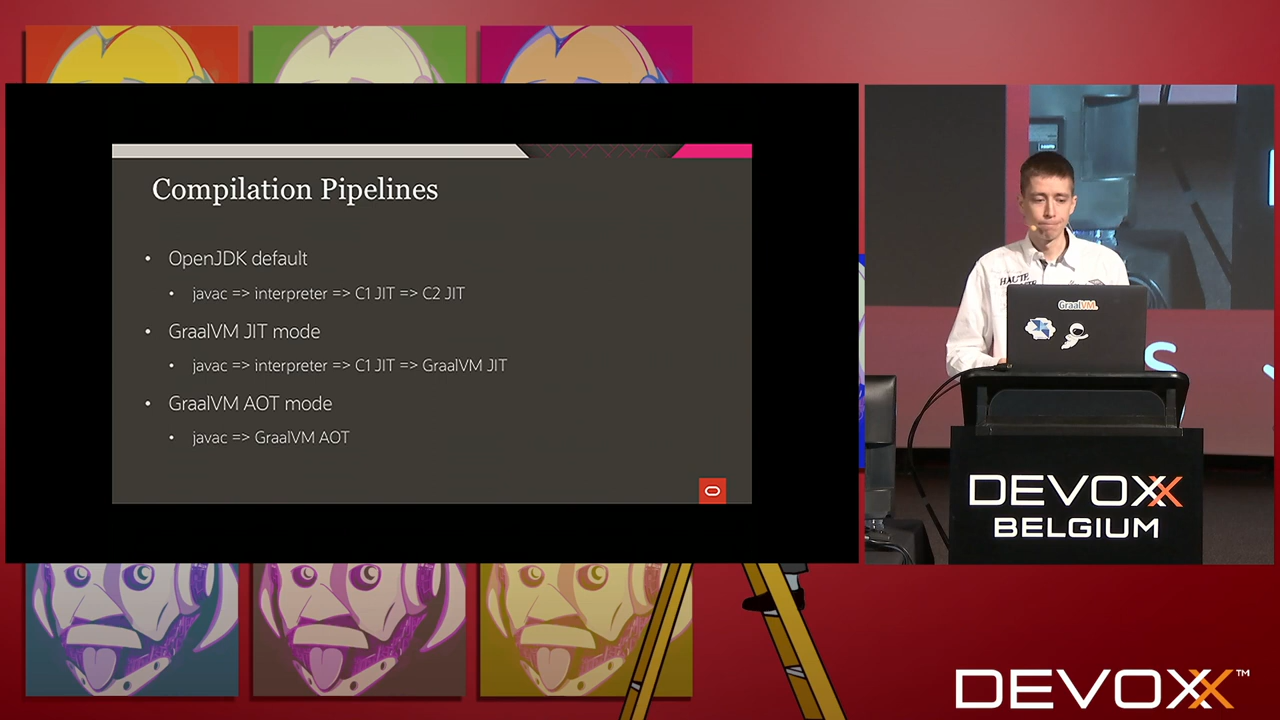 Compilation Pipelines
• OpenJDK default
• javac => interpreter => C1 JIT => C2 JIT
• GraalVM JIT mode
• javac => interpreter => C1 JIT => GraalVM JIT
• GraalVM AOT mode
• javac => GraalVM AOT
HAUTE
GraalVM.
S
DEVOXX
BELGIUM
DEVOXX™